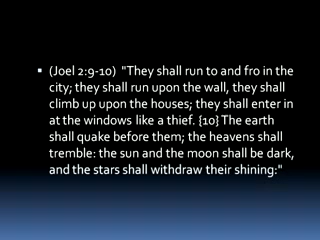 ▪ (Joel 2:9-10)  "They shall run to and fro in the
city; they shall run upon the wall, they shall
climb up upon the houses; they shall enter in
at the windows like a thief. {10} The earth
shall quake before them; the heavens shall
tremble: the sun and the moon shall be dark,
and the stars shall withdraw their shining:"